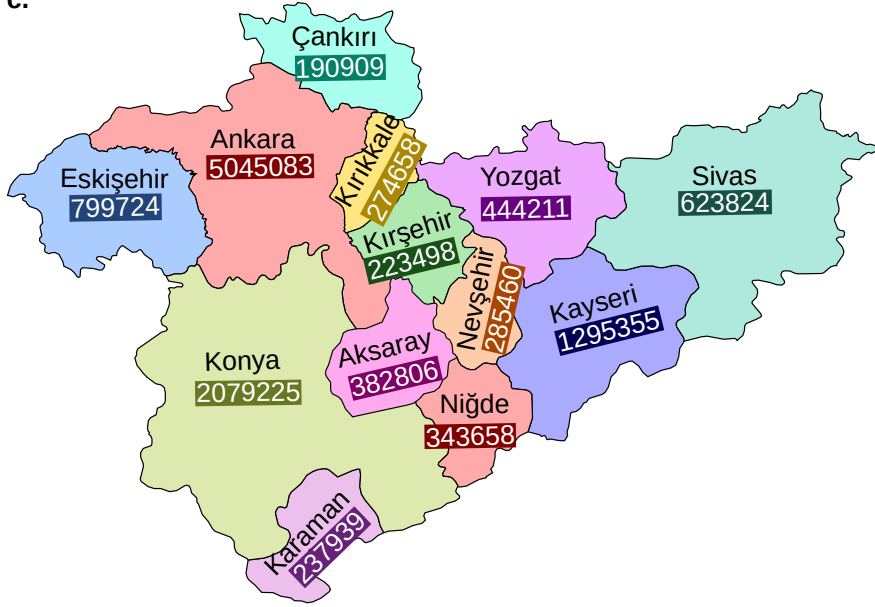 c.
Çankırı
190909
Ankara
5045083
Kırıkkale
274658
Eskişehir
799724
Yozgat
444211
Sivas
623824
Kırşehir
223498
Nevşehir
285460
Kayseri
1295355
Konya
2079225
Aksaray
382806
Niğde
343658
Karaman
237939